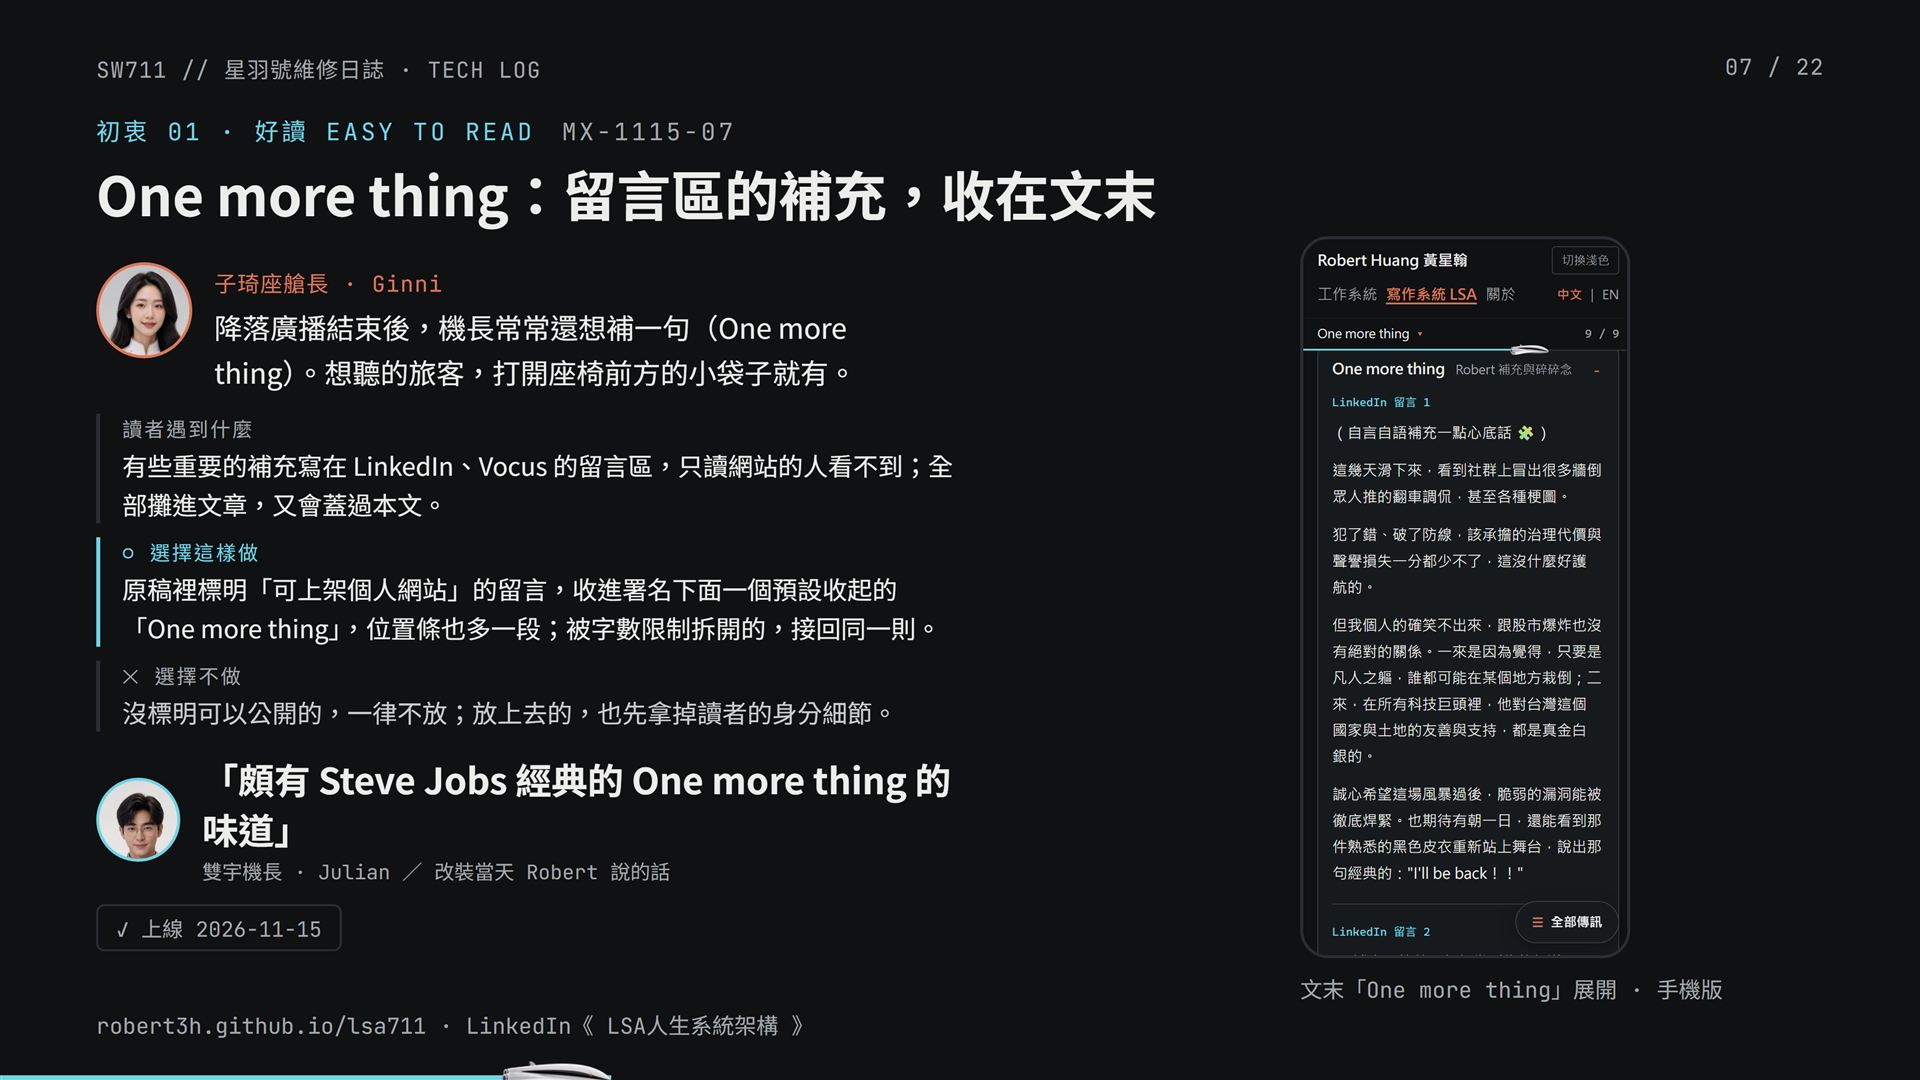 SW711 // 星羽號維修日誌 · TECH LOG
07 / 22
初衷 01 · 好讀 EASY TO READ MX-1115-07
One more thing：留言區的補充，收在文末
子琦座艙長 · Ginni
降落廣播結束後，機長常常還想補一句（One more
thing）。想聽的旅客，打開座椅前方的小袋子就有。
讀者遇到什麼
有些重要的補充寫在 LinkedIn、Vocus 的留言區，只讀網站的人看不到；全
部攤進文章，又會蓋過本文。
○ 選擇這樣做
原稿裡標明「可上架個人網站」的留言，收進署名下面一個預設收起的
「One more thing」，位置條也多一段；被字數限制拆開的，接回同一則。
× 選擇不做
沒標明可以公開的，一律不放；放上去的，也先拿掉讀者的身分細節。
「頗有 Steve Jobs 經典的 One more thing 的
味道」
雙宇機長 · Julian ／ 改裝當天 Robert 說的話
✓ 上線 2026-11-15
robert3h.github.io/lsa711 · LinkedIn《 LSA人生系統架構 》
Robert Huang 黃星翰
切換淺色
工作系統 寫作系統 LSA 關於 中文 | EN
One more thing ▾ 9 / 9
One more thing Robert 補充與碎碎念 -
LinkedIn 留言 1
（自言自語補充一點心底話 🧩 ）
這幾天滑下來，看到社群上冒出很多牆倒
眾人推的翻車調侃，甚至各種梗圖。
犯了錯、破了防線，該承擔的治理代價與
聲譽損失一分都少不了，這沒什麼好護
航的。
但我個人的確笑不出來，跟股市爆炸也沒
有絕對的關係。一來是因為覺得，只要是
凡人之軀，誰都可能在某個地方栽倒；二
來，在所有科技巨頭裡，他對台灣這個
國家與土地的友善與支持，都是真金白
銀的。
誠心希望這場風暴過後，脆弱的漏洞能被
徹底焊緊。也期待有朝一日，還能看到那
件熟悉的黑色皮衣重新站上舞台，說出那
句經典的："I'll be back！！"
LinkedIn 留言 2
☰ 全部傳訊
文末「One more thing」展開 · 手機版